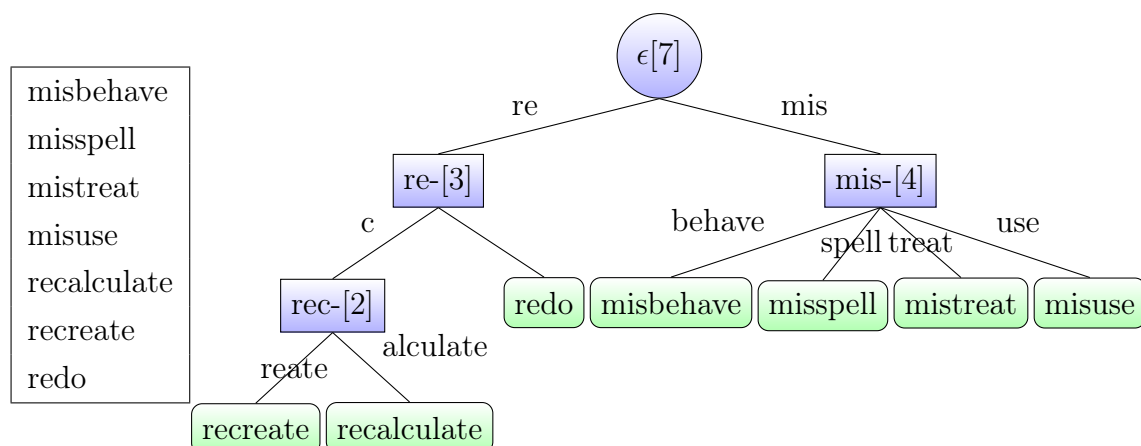 misbehave
misspell
mistreat
misuse
recalculate
recreate
redo
ϵ[7]
re
mis
re-[3]
mis-[4]
c
behave
spell
treat
use
rec-[2]
redo
misbehave
misspell
mistreat
misuse
reate
alculate
recreate
recalculate